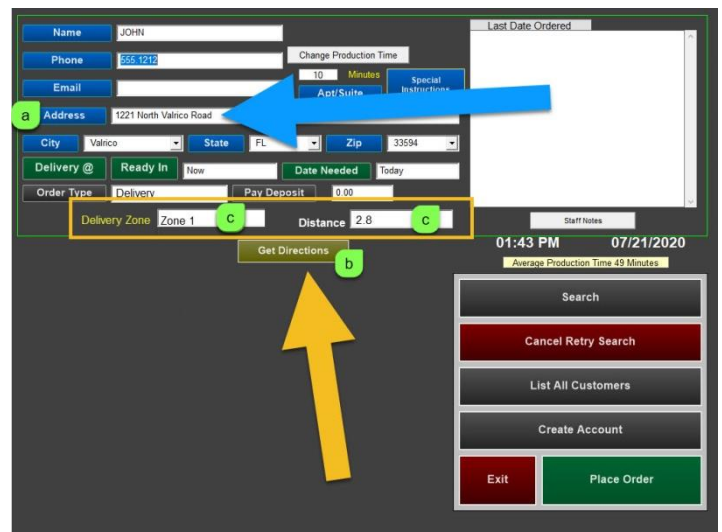 Name JOHN Last Date Ordered
Phone 555.1212 Change Production Time
10 Minutes
Email Special Instructions
Apt/Suite
a Address 1221 North Valrico Road
City Valrico State FL Zip 33594
Delivery @ Ready In Now Date Needed Today
Order Type Delivery Pay Deposit 0.00
Delivery Zone Zone 1 c Distance 2.8 c Staff Notes
Get Directions b 01:43 PM 07/21/2020
Average Production Time 49 Minutes
Search
Cancel Retry Search
List All Customers
Create Account
Exit Place Order